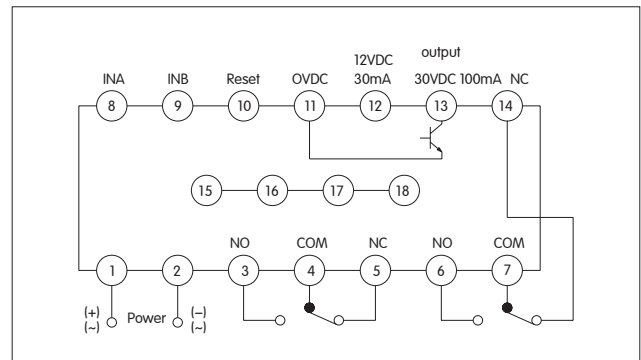 12VDC output
INA INB Reset OVDC 30mA 30VDC 100mA NC
8 9 10 11 12 13 14
15 16 17 18
NO COM NC NO COM
1 2 3 4 5 6 7
(+) Power (−)
(~) (~)